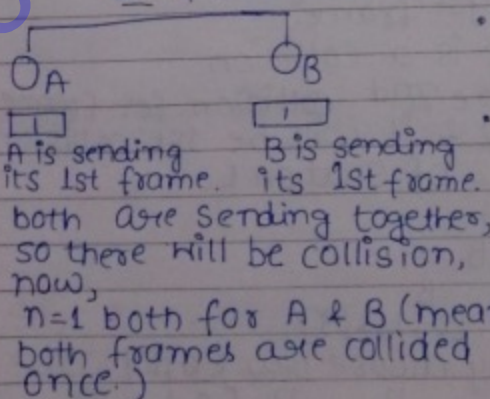 A
B
1
1
A is sending
its 1st frame.
B is sending
its 1st frame.
both are sending together,
so there will be collision,
now,
n=1 both for A & B (mea
both frames are collided
once.)